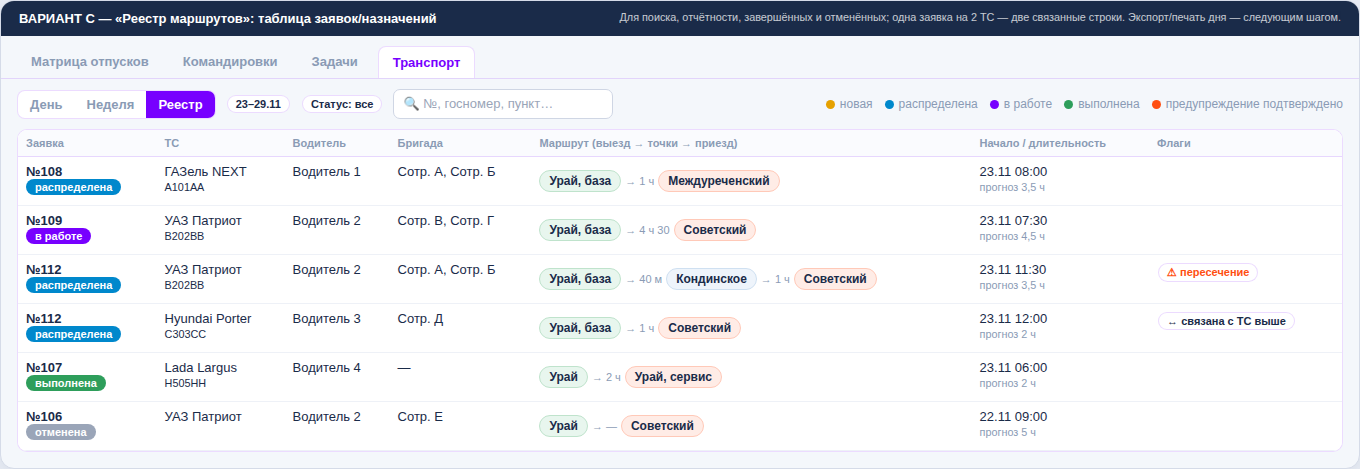 ВАРИАНТ C — «Реестр маршрутов»: таблица заявок/назначений
Для поиска, отчётности, завершённых и отменённых; одна заявка на 2 ТС — две связанные строки. Экспорт/печать дня — следующим шагом.
Матрица отпусков Командировки Задачи Транспорт
День Неделя Реестр 23–29.11 Статус: все 🔍 №, госномер, пункт… новая распределена в работе выполнена предупреждение подтверждено
Заявка ТС Водитель Бригада Маршрут (выезд → точки → приезд) Начало / длительность Флаги
№108 ГАЗель NEXT Водитель 1 Сотр. А, Сотр. Б Урай, база → 1 ч Междуреченский 23.11 08:00
распределена А101АА прогноз 3,5 ч
№109 УАЗ Патриот Водитель 2 Сотр. В, Сотр. Г Урай, база → 4 ч 30 Советский 23.11 07:30
в работе В202ВВ прогноз 4,5 ч
№112 УАЗ Патриот Водитель 2 Сотр. А, Сотр. Б Урай, база → 40 м Кондинское → 1 ч Советский 23.11 11:30 ⚠ пересечение
распределена В202ВВ прогноз 3,5 ч
№112 Hyundai Porter Водитель 3 Сотр. Д Урай, база → 1 ч Советский 23.11 12:00 ↔ связана с ТС выше
распределена С303СС прогноз 2 ч
№107 Lada Largus Водитель 4 — Урай → 2 ч Урай, сервис 23.11 06:00
выполнена Н505НН прогноз 2 ч
№106 УАЗ Патриот Водитель 2 Сотр. Е Урай → — Советский 22.11 09:00
отменена прогноз 5 ч